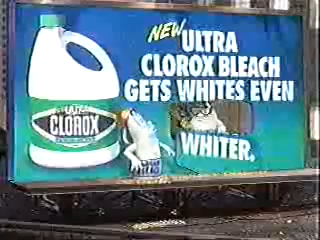 NEW
ULTRA
CLOROX BLEACH
GETS WHITES EVEN
WHITER.
ULTRA
CLOROX